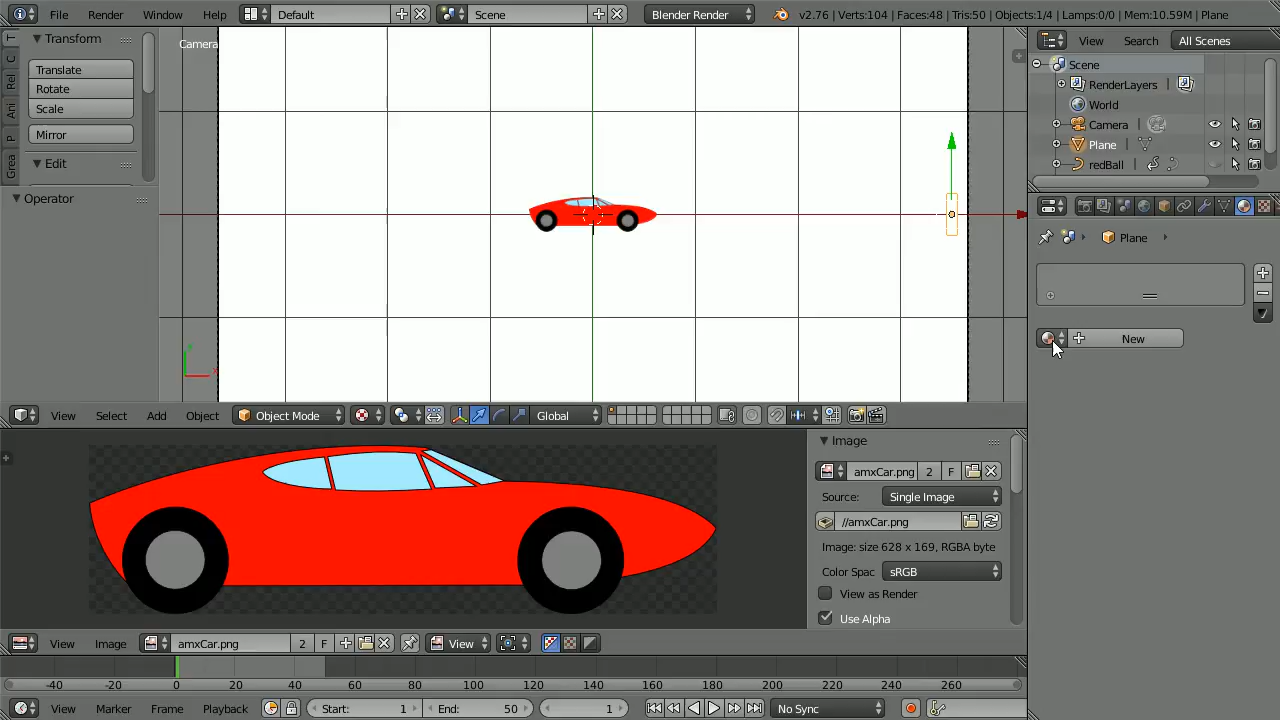 File Render Window Help Default Scene Blender Render v2.76 | Verts:104 | Faces:48 | Tris:50 | Objects:1/4 | Lamps:0/0 | Mem:10.59M | Plane
Transform
Translate
Rotate
Scale
Mirror
Edit
Operator
T
C
Rel
Ani
P
Grea
Camera
View Select Add Object Object Mode Global
View Search All Scenes
Scene
RenderLayers
World
Camera
Plane
redBall
Plane
New
Image
amxCar.png 2 F
Source: Single Image
//amxCar.png
Image: size 628 x 169, RGBA byte
Color Spac sRGB
View as Render
Use Alpha
View Image amxCar.png 2 F View
-40 -20 0 20 40 60 80 100 120 140 160 180 200 220 240 260
View Marker Frame Playback Start: 1 End: 50 1 No Sync